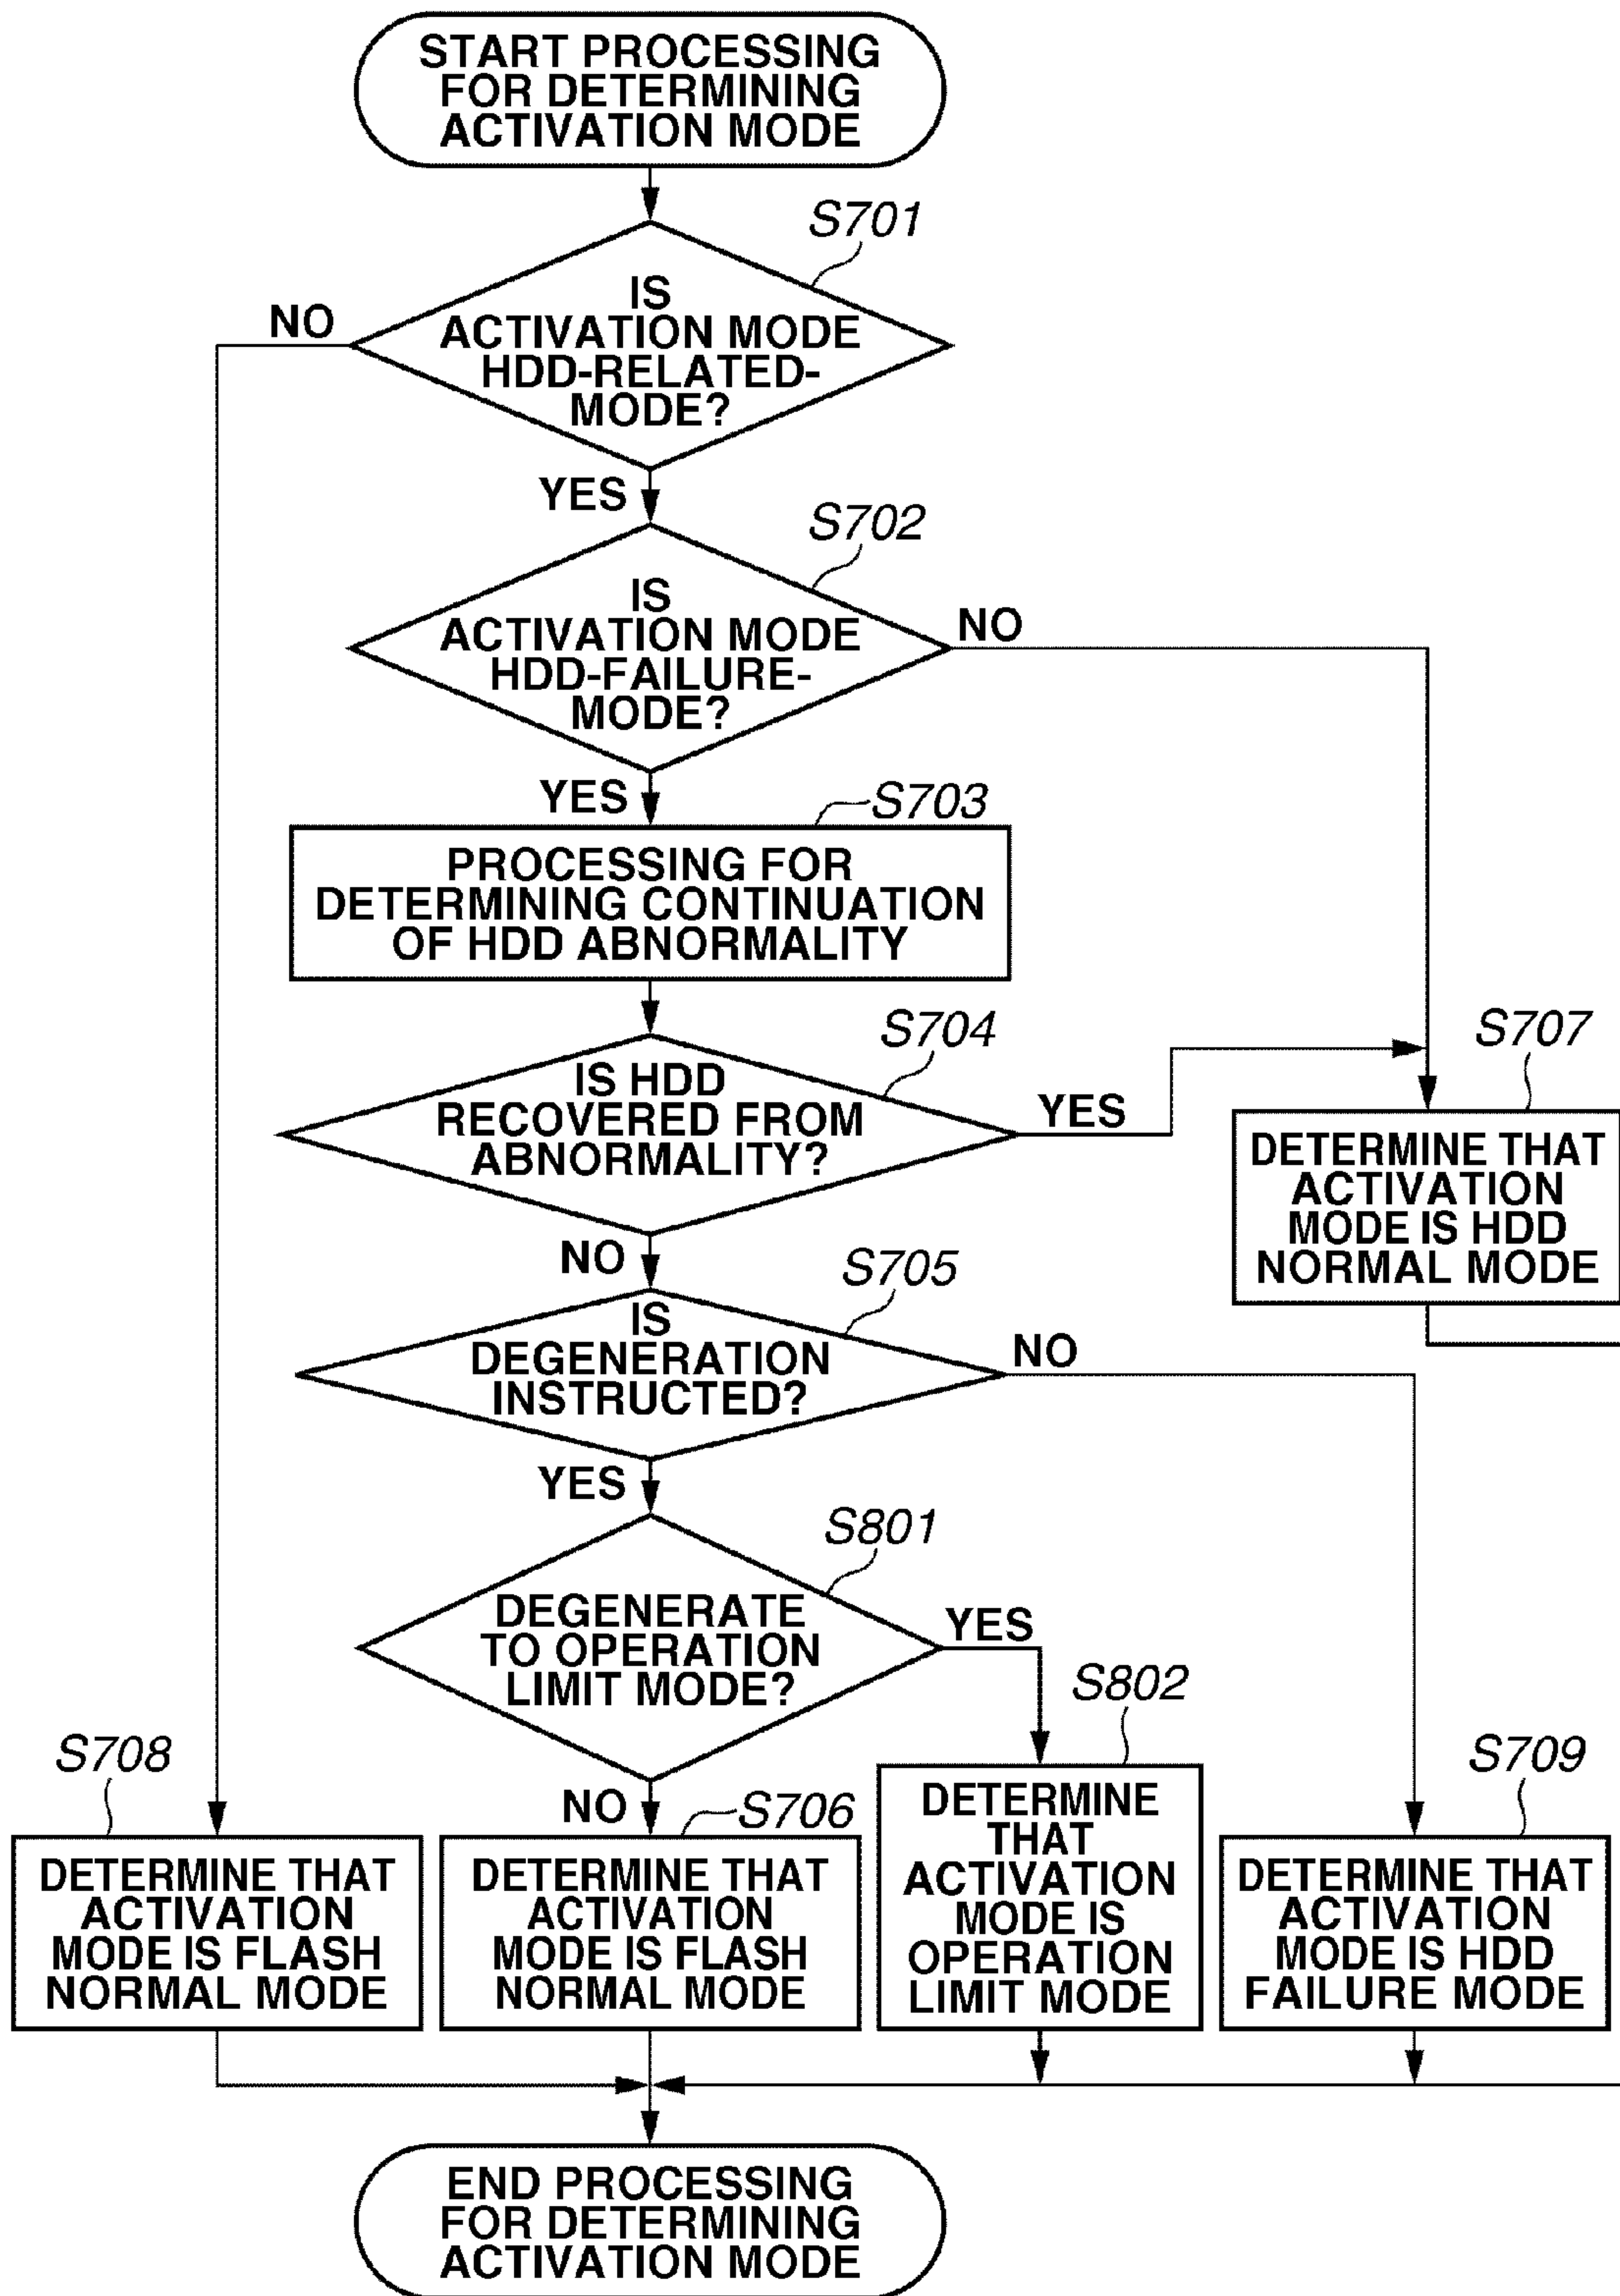 START PROCESSING
FOR DETERMINING
ACTIVATION MODE
S701
IS
ACTIVATION MODE
HDD-RELATED-
MODE?
NO
YES
S702
IS
ACTIVATION MODE
HDD-FAILURE-
MODE?
NO
YES
S703
PROCESSING FOR
DETERMINING CONTINUATION
OF HDD ABNORMALITY
S704
IS HDD
RECOVERED FROM
ABNORMALITY?
YES
NO
S707
DETERMINE THAT
ACTIVATION
MODE IS HDD
NORMAL MODE
S705
IS
DEGENERATION
INSTRUCTED?
NO
YES
S801
DEGENERATE
TO OPERATION
LIMIT MODE?
YES
NO
S708
DETERMINE THAT
ACTIVATION
MODE IS FLASH
NORMAL MODE
S706
DETERMINE THAT
ACTIVATION
MODE IS FLASH
NORMAL MODE
S802
DETERMINE
THAT
ACTIVATION
MODE IS
OPERATION
LIMIT MODE
S709
DETERMINE THAT
ACTIVATION
MODE IS HDD
FAILURE MODE
END PROCESSING
FOR DETERMINING
ACTIVATION MODE